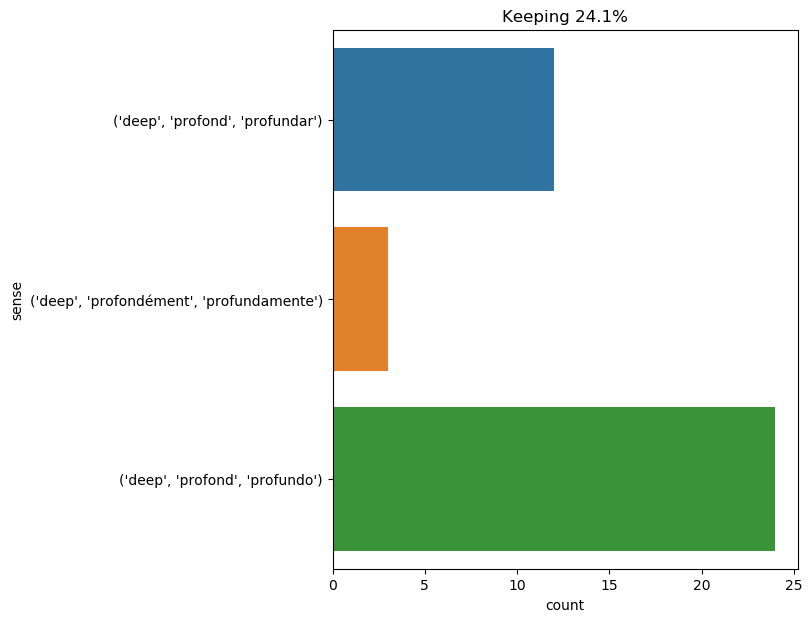 Keeping 24.1%
('deep', 'profond', 'profundar')
('deep', 'profondément', 'profundamente')
('deep', 'profond', 'profundo')
sense
0 5 10 15 20 25
count